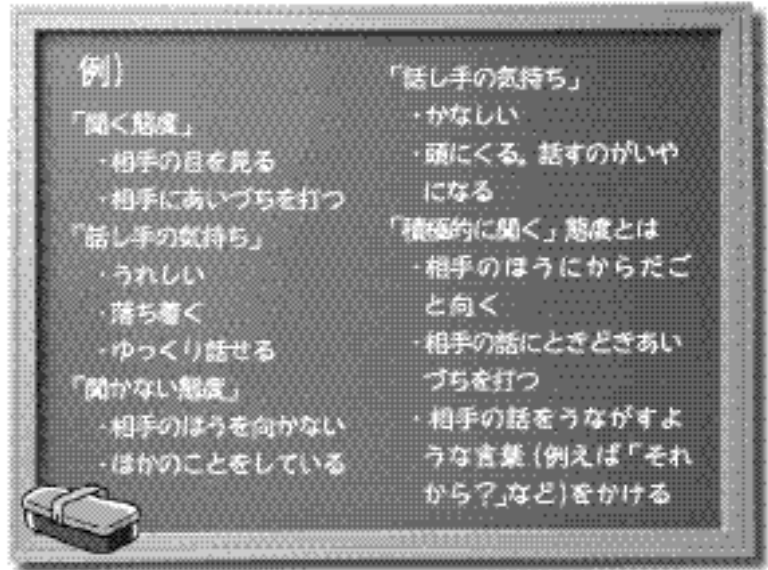 例)
「聞く態度」
・相手の目を見る
・相手にあいづちを打つ
「話し手の気持ち」
・うれしい
・落ち着く
・ゆっくり話せる
「聞かない態度」
・相手のほうを向かない
・ほかのことをしている
「話し手の気持ち」
・かなしい
・頭にくる。話すのがいや
になる
「積極的に聞く」態度とは
・相手のほうにからだご
と向く
・相手の話にときどきあい
づちを打つ
・相手の話をうながすよ
うな言葉(例えば「それ
から?」など)をかける